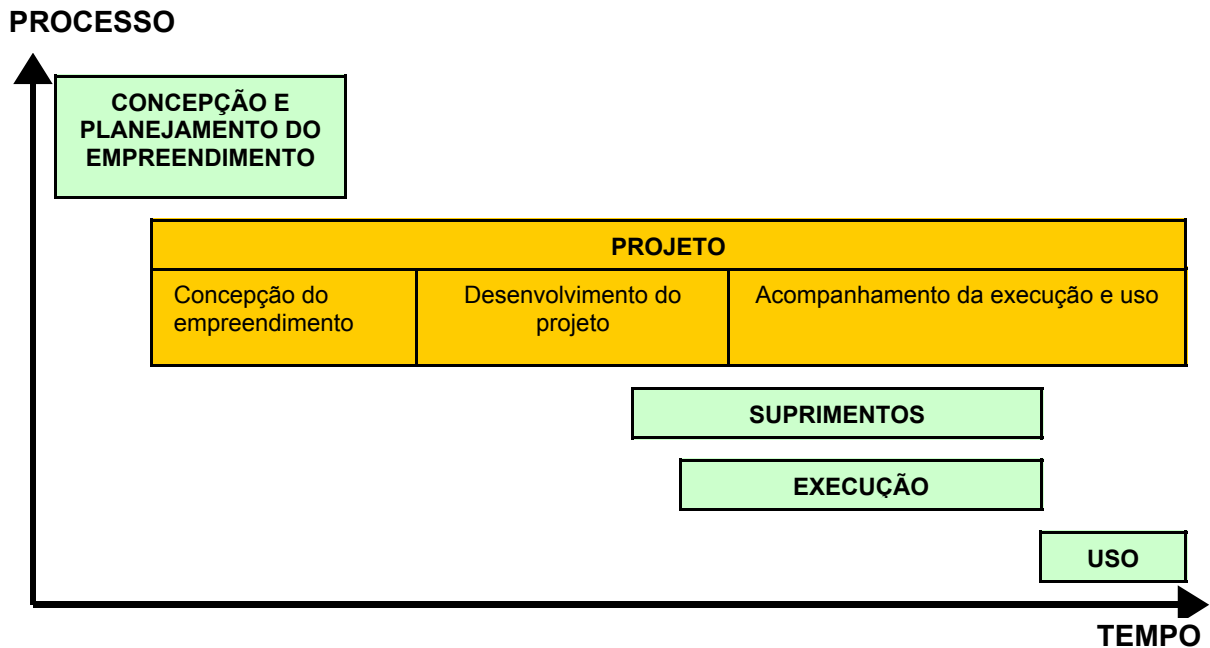 PROCESSO
CONCEPÇÃO E
PLANEJAMENTO DO
EMPREENDIMENTO
PROJETO
Concepção do
empreendimento
Desenvolvimento do
projeto
Acompanhamento da execução e uso
SUPRIMENTOS
EXECUÇÃO
USO
TEMPO